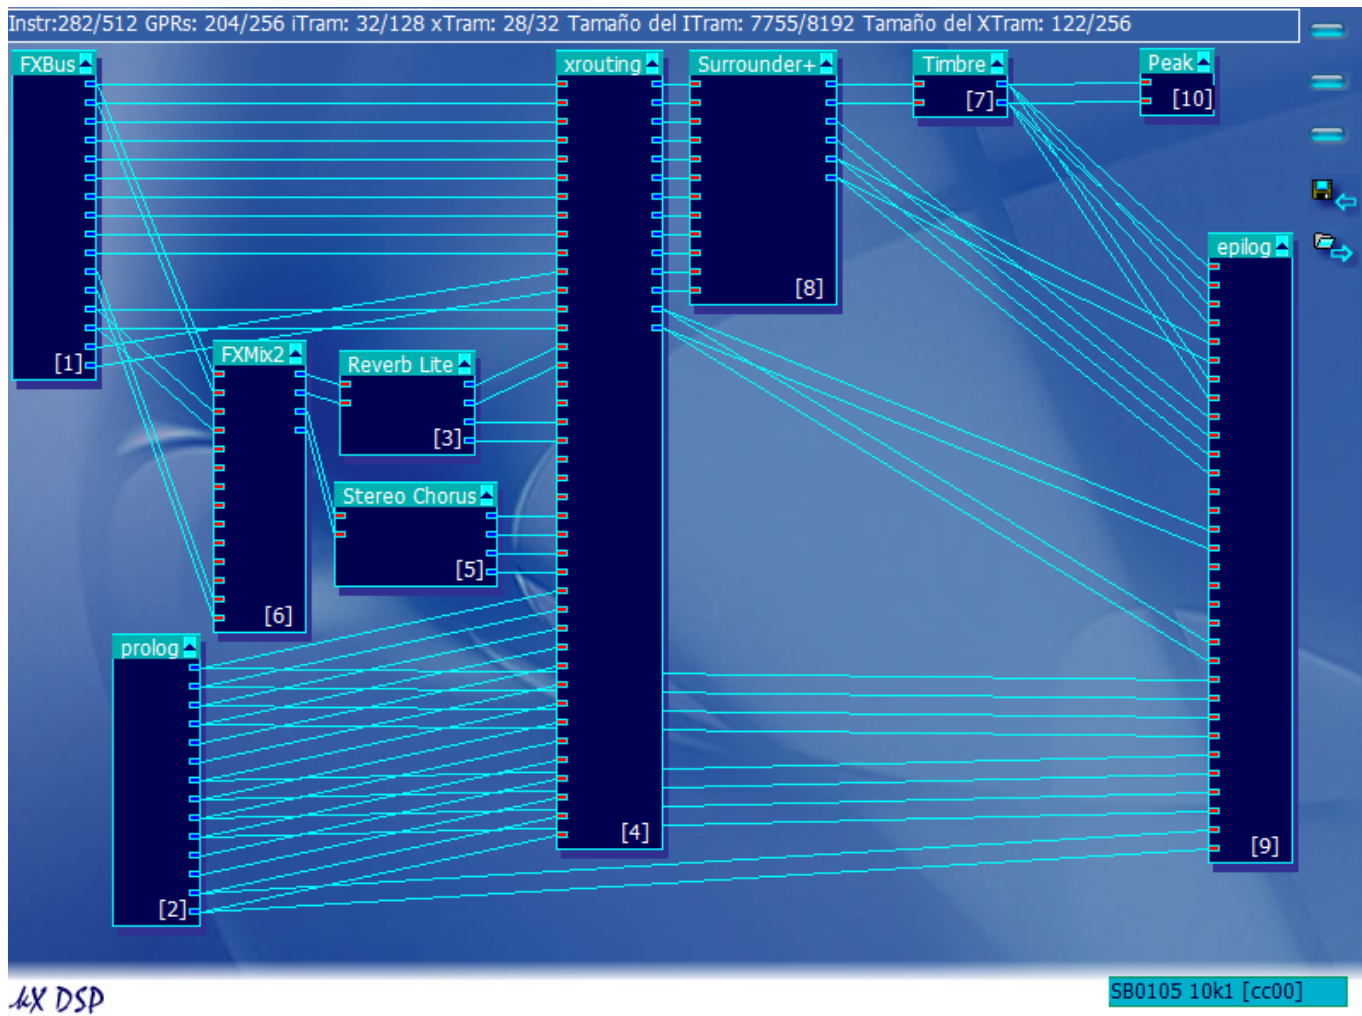 Instr:282/512 GPRs: 204/256 iTram: 32/128 xTram: 28/32 Tamaño del ITram: 7755/8192 Tamaño del XTram: 122/256
FXBus
xrouting
Surrounder+
Timbre
Peak
[7]
[10]
epilog
[8]
[1]
FXMix2
Reverb Lite
[3]
Stereo Chorus
[5]
[6]
prolog
[4]
[9]
[2]
kX DSP
SB0105 10k1 [cc00]